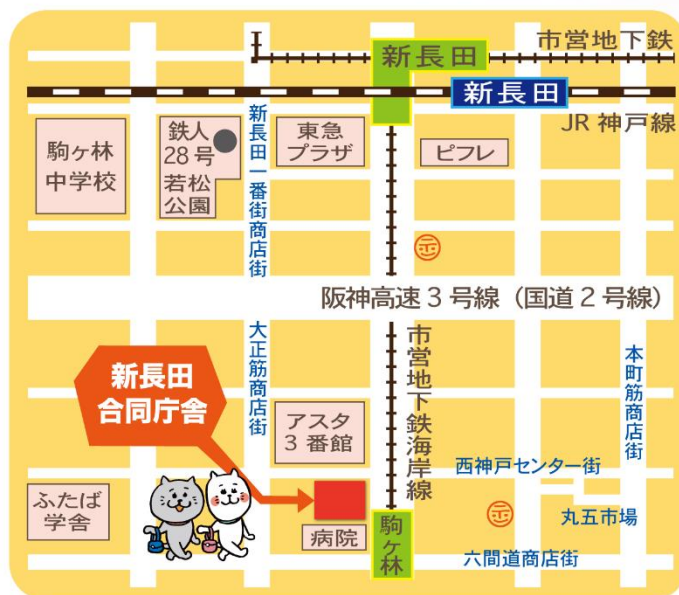 市営地下鉄
新長田
新長田
JR 神戸線
駒ヶ林
中学校
鉄人
28号
若松
公園
新長田一番街商店街
東急
プラザ
ピフレ
阪神高速3号線（国道2号線）
新長田
合同庁舎
大正筋商店街
市営地下鉄海岸線
本町筋商店街
アスタ
3番館
西神戸センター街
ふたば
学舎
病院
駒ヶ林
丸五市場
六間道商店街